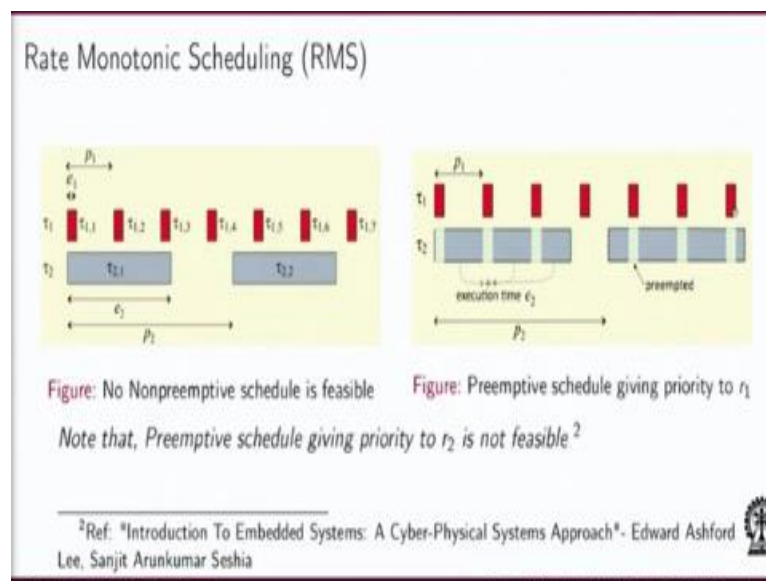 Rate Monotonic Scheduling (RMS)
p₁
e₁
τ₁ τ₁,₁ τ₁,₂ τ₁,₃ τ₁,₄ τ₁,₅ τ₁,₆ τ₁,₇
τ₂ τ₂,₁ τ₂,₂
e₂
p₂
Figure: No Nonpreemptive schedule is feasible
p₁
τ₁
τ₂
execution time e₂
preempted
p₂
Figure: Preemptive schedule giving priority to r₁
Note that, Preemptive schedule giving priority to r₂ is not feasible ²
²Ref: "Introduction To Embedded Systems: A Cyber-Physical Systems Approach"- Edward Ashford
Lee, Sanjit Arunkumar Seshia